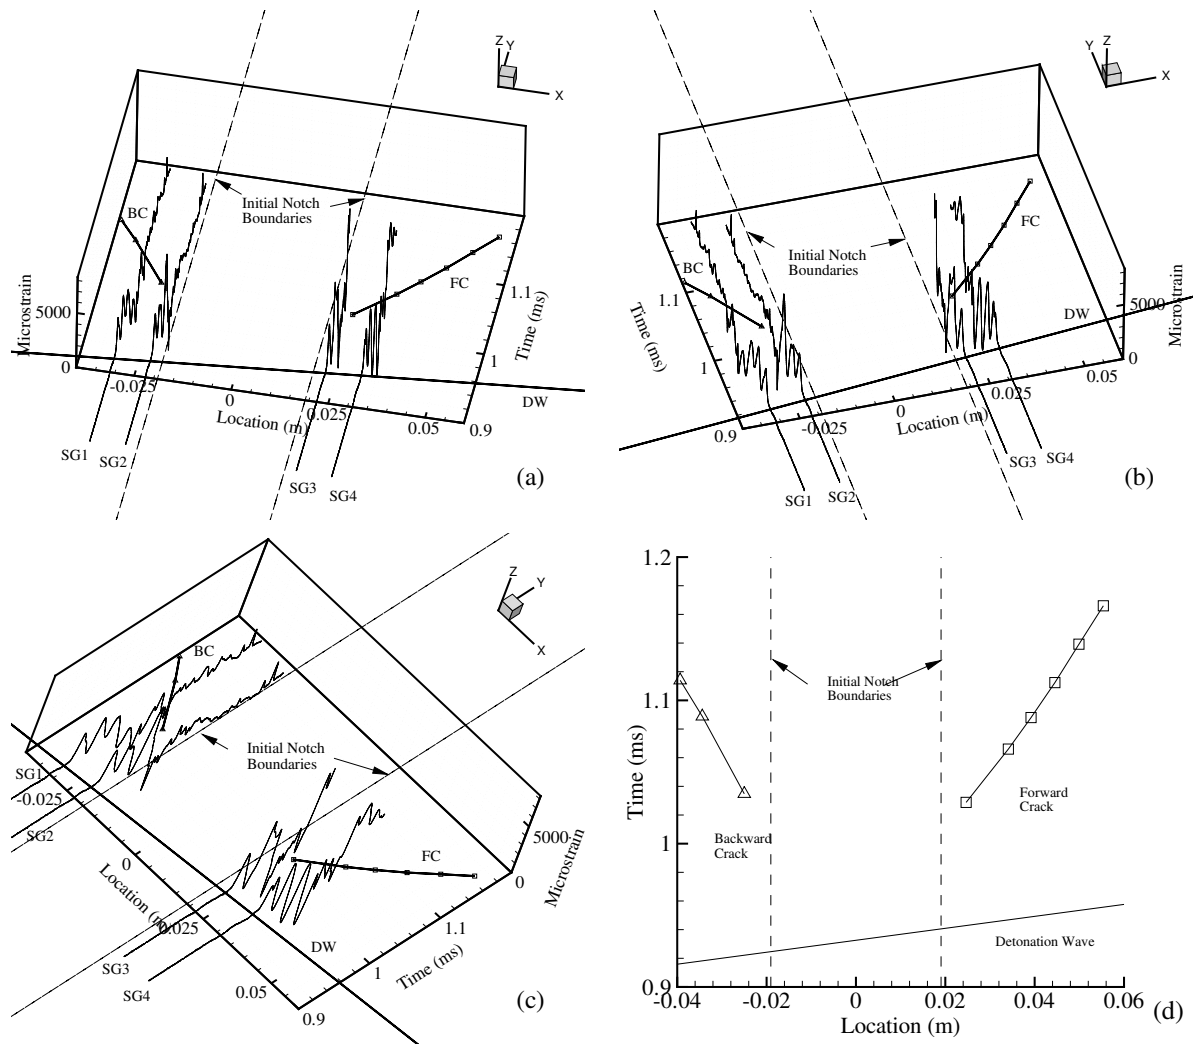 Z
Y
X
BC
Initial Notch
Boundaries
FC
Microstrain
5000
0
1.1
Time (ms)
1
-0.025
0
0.025
0.05
0.9
Location (m)
DW
SG1
SG2
SG3
SG4
(a)
Y
Z
X
BC
Initial Notch
Boundaries
FC
Microstrain
5000
0
DW
1.1
Time (ms)
1
0.9
-0.025
0
0.025
0.05
Location (m)
SG1
SG2
SG3
SG4
(b)
Z
Y
X
BC
Initial Notch
Boundaries
SG1
-0.025
SG2
0
Location (m)
0.025
FC
5000
0
Microstrain
1.1
1
Time (ms)
DW
SG3
SG4
0.05
0.9
(c)
1.2
1.1
1
0.9
Time (ms)
Initial Notch
Boundaries
Forward
Crack
Backward
Crack
Detonation Wave
-0.04
-0.02
0
0.02
0.04
0.06
Location (m)
(d)